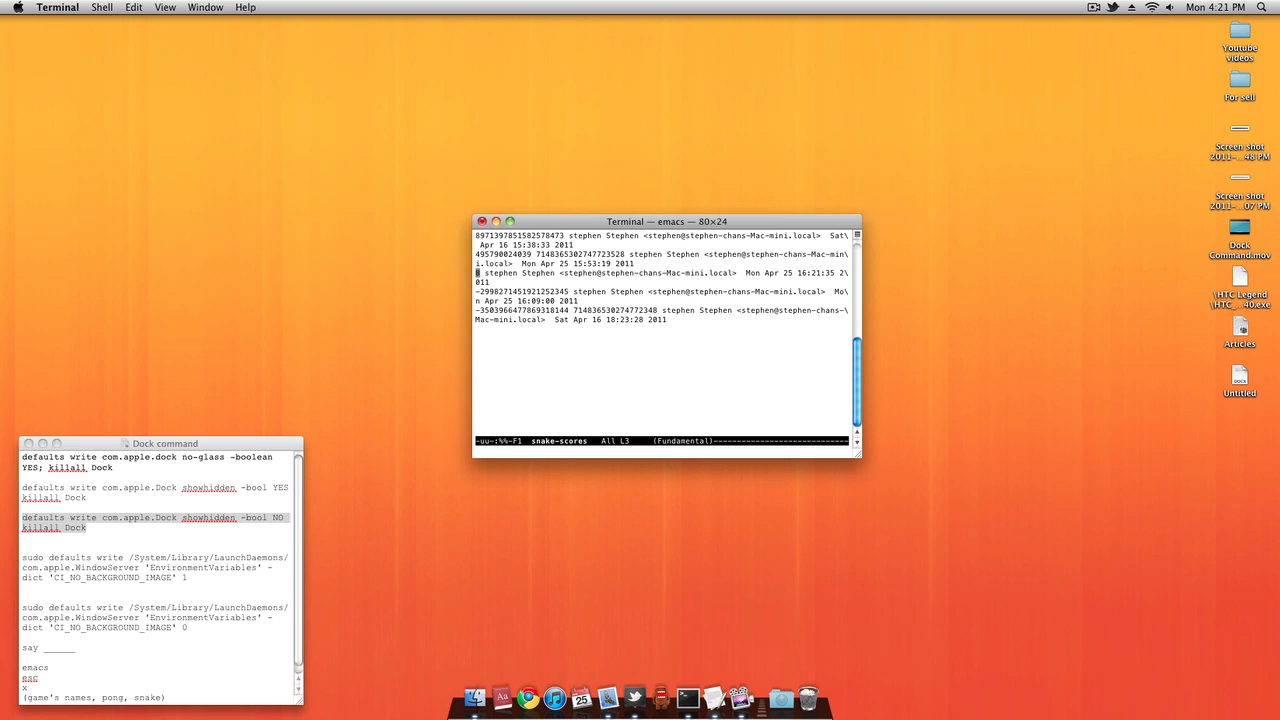 Terminal Shell Edit View Window Help Mon 4:21 PM
Youtube
videos
For sell
Screen shot
2011-...48 PM
Screen shot
2011-...07 PM
Dock
Command.mov
\HTC Legend
\HTC_...40.exe
Articles
DOCX
Untitled
Terminal — emacs — 80×24
8971397851582578473 stephen Stephen <stephen@stephen-chans-Mac-mini.local>  Sat\
 Apr 16 15:38:33 2011
495790024039 7148365302747723528 stephen Stephen <stephen@stephen-chans-Mac-min\
i.local>  Mon Apr 25 15:53:19 2011
0 stephen Stephen <stephen@stephen-chans-Mac-mini.local>  Mon Apr 25 16:21:35 2\
011
-2998271451921252345 stephen Stephen <stephen@stephen-chans-Mac-mini.local>  Mo\
n Apr 25 16:09:00 2011
-3503966477869318144 7148365302747 72348 stephen Stephen <stephen@stephen-chans-\
Mac-mini.local>  Sat Apr 16 18:23:28 2011
-uu-:%%-F1  snake-scores   All L3    (Fundamental)----------------------------
Dock command
defaults write com.apple.dock no-glass -boolean
YES; killall Dock
defaults write com.apple.Dock showhidden -bool YES
killall Dock
defaults write com.apple.Dock showhidden -bool NO
killall Dock
sudo defaults write /System/Library/LaunchDaemons/
com.apple.WindowServer 'EnvironmentVariables' -
dict 'CI_NO_BACKGROUND_IMAGE' 1
sudo defaults write /System/Library/LaunchDaemons/
com.apple.WindowServer 'EnvironmentVariables' -
dict 'CI_NO_BACKGROUND_IMAGE' 0
say ______
emacs
esc
x
(game's names, pong, snake)
Aa
25